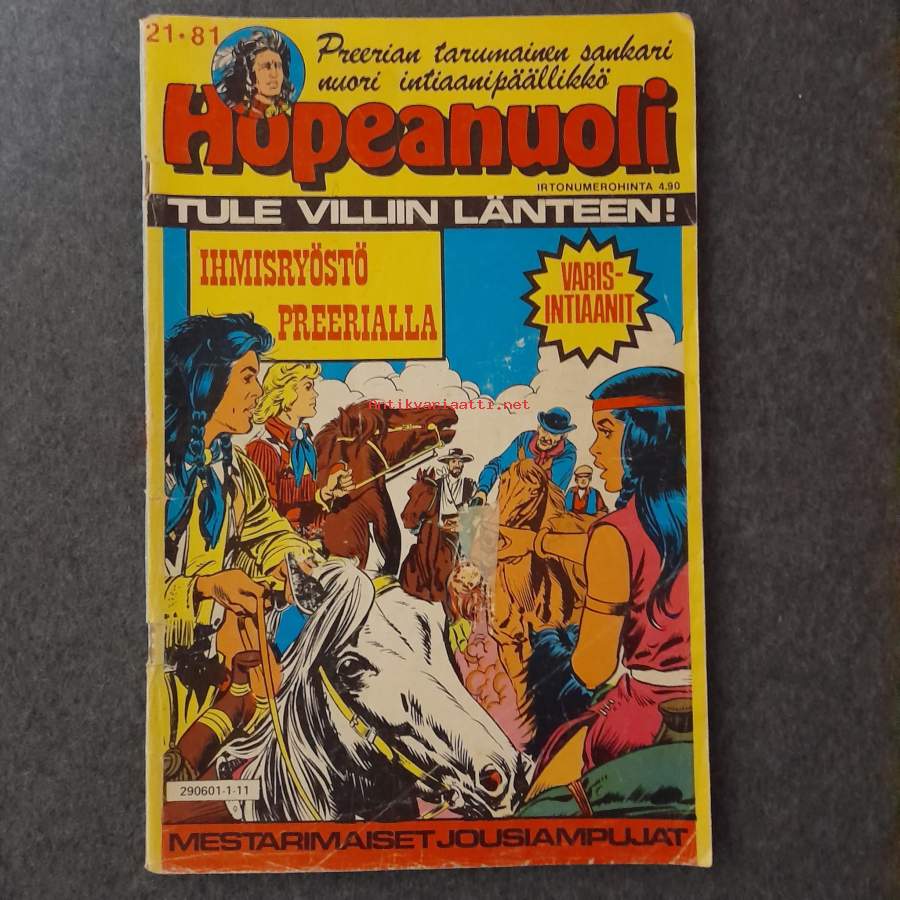 21•81
Preerian tarumainen sankari
nuori intiaanipäällikkö
Hopeanuoli
IRTONUMEROHINTA 4,90
TULE VILLIIN LÄNTEEN!
IHMISRYÖSTÖ
PREERIALLA
VARIS-
INTIAANIT
Antikvariaatti.net
290601-1-11
MESTARIMAISET JOUSIAMPUJAT